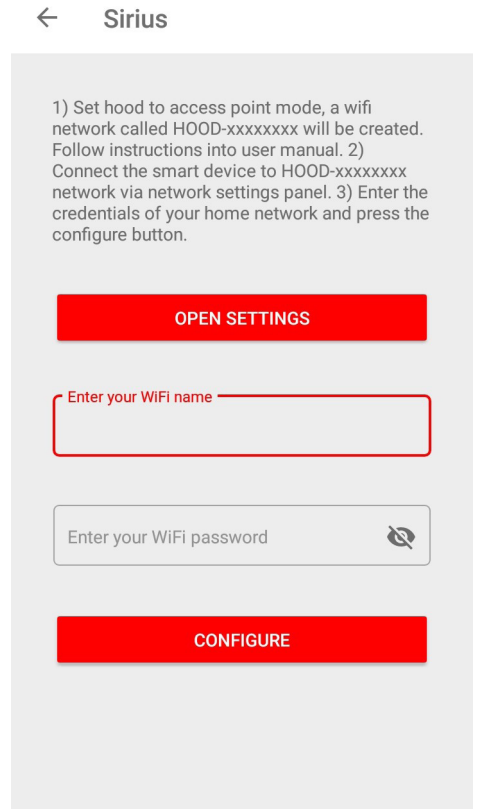 Sirius
1) Set hood to access point mode, a wifi
network called HOOD-xxxxxxxx will be created.
Follow instructions into user manual. 2)
Connect the smart device to HOOD-xxxxxxxx
network via network settings panel. 3) Enter the
credentials of your home network and press the
configure button.
OPEN SETTINGS
Enter your WiFi name
Enter your WiFi password
CONFIGURE